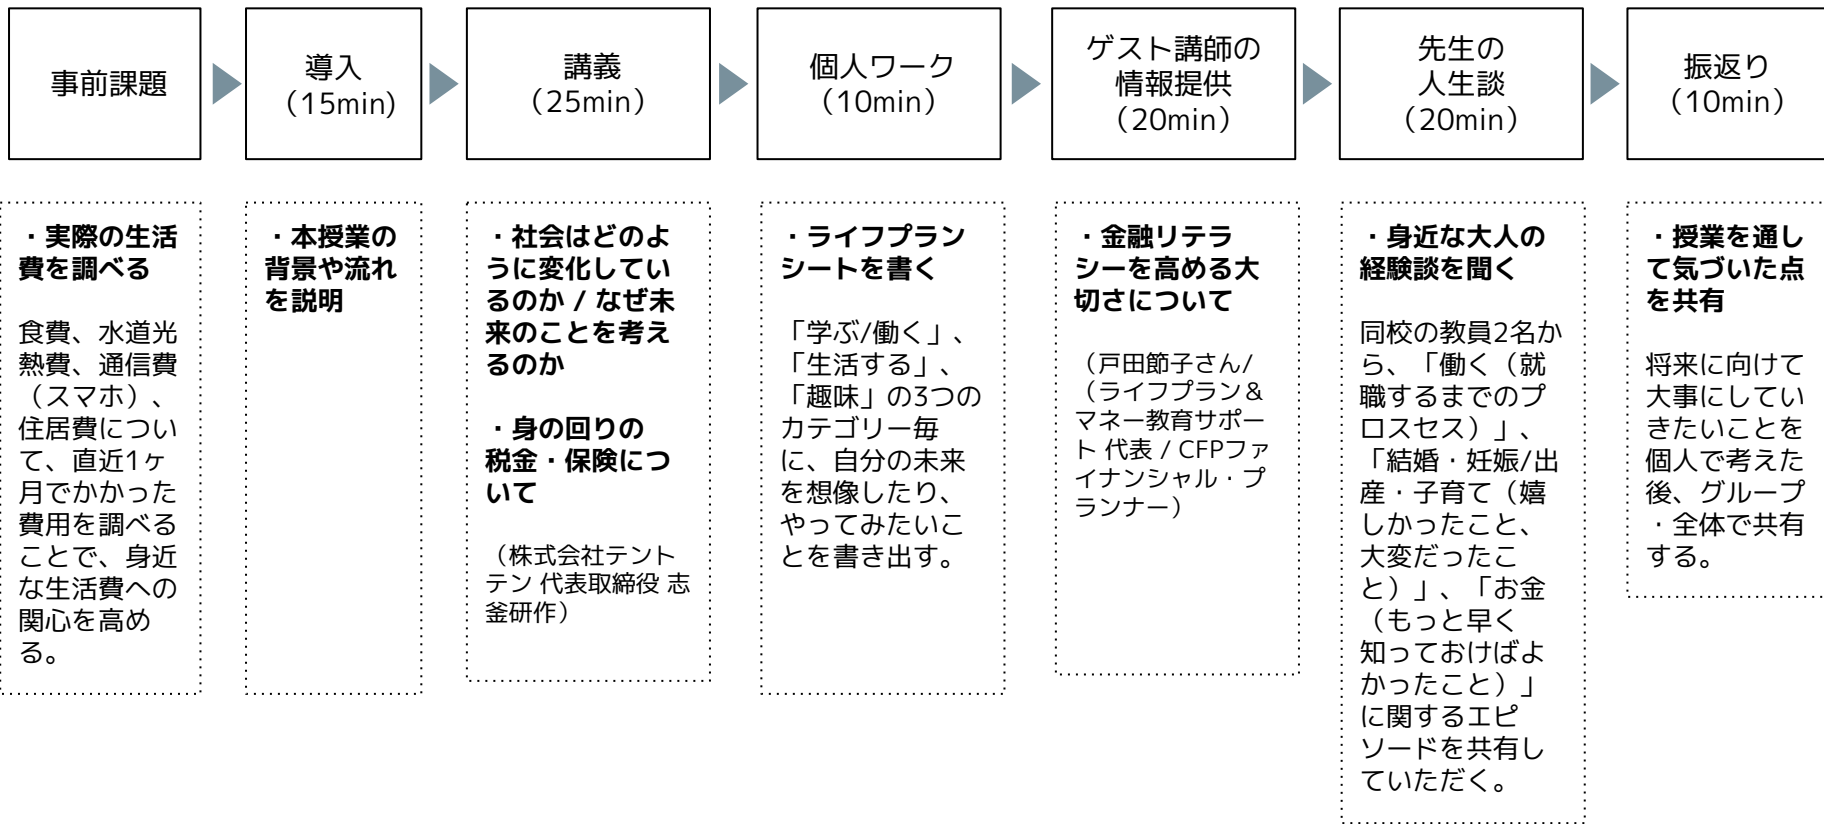 事前課題
導入
（15min)
講義
（25min）
個人ワーク
（10min）
ゲスト講師の
情報提供
（20min）
先生の
人生談
（20min）
振返り
（10min）
・実際の生活
費を調べる
食費、水道光
熱費、通信費
（スマホ）、
住居費につい
て、直近1ヶ
月でかかった
費用を調べる
ことで、身近
な生活費への
関心を高め
る。
・本授業の
背景や流れ
を説明
・社会はどのよ
うに変化してい
るのか / なぜ未
来のことを考え
るのか
・身の回りの
税金・保険につ
いて
（株式会社テント
テン 代表取締役 志
釜研作）
・ライフプラン
シートを書く
「学ぶ/働く」、
「生活する」、
「趣味」の3つの
カテゴリー毎
に、自分の未来
を想像したり、
やってみたいこ
とを書き出す。
・金融リテラ
シーを高める大
切さについて
（戸田節子さん/
（ライフプラン＆
マネー教育サポー
ト 代表 / CFPファ
イナンシャル・プ
ランナー）
・身近な大人の
経験談を聞く
同校の教員2名か
ら、「働く（就
職するまでのプ
ロスセス）」、
「結婚・妊娠/出
産・子育て（嬉
しかったこと、
大変だったこ
と）」、「お金
（もっと早く
知っておけばよ
かったこと）」
に関するエピ
ソードを共有し
ていただく。
・授業を通し
て気づいた点
を共有
将来に向けて
大事にしてい
きたいことを
個人で考えた
後、グループ
・全体で共有
する。